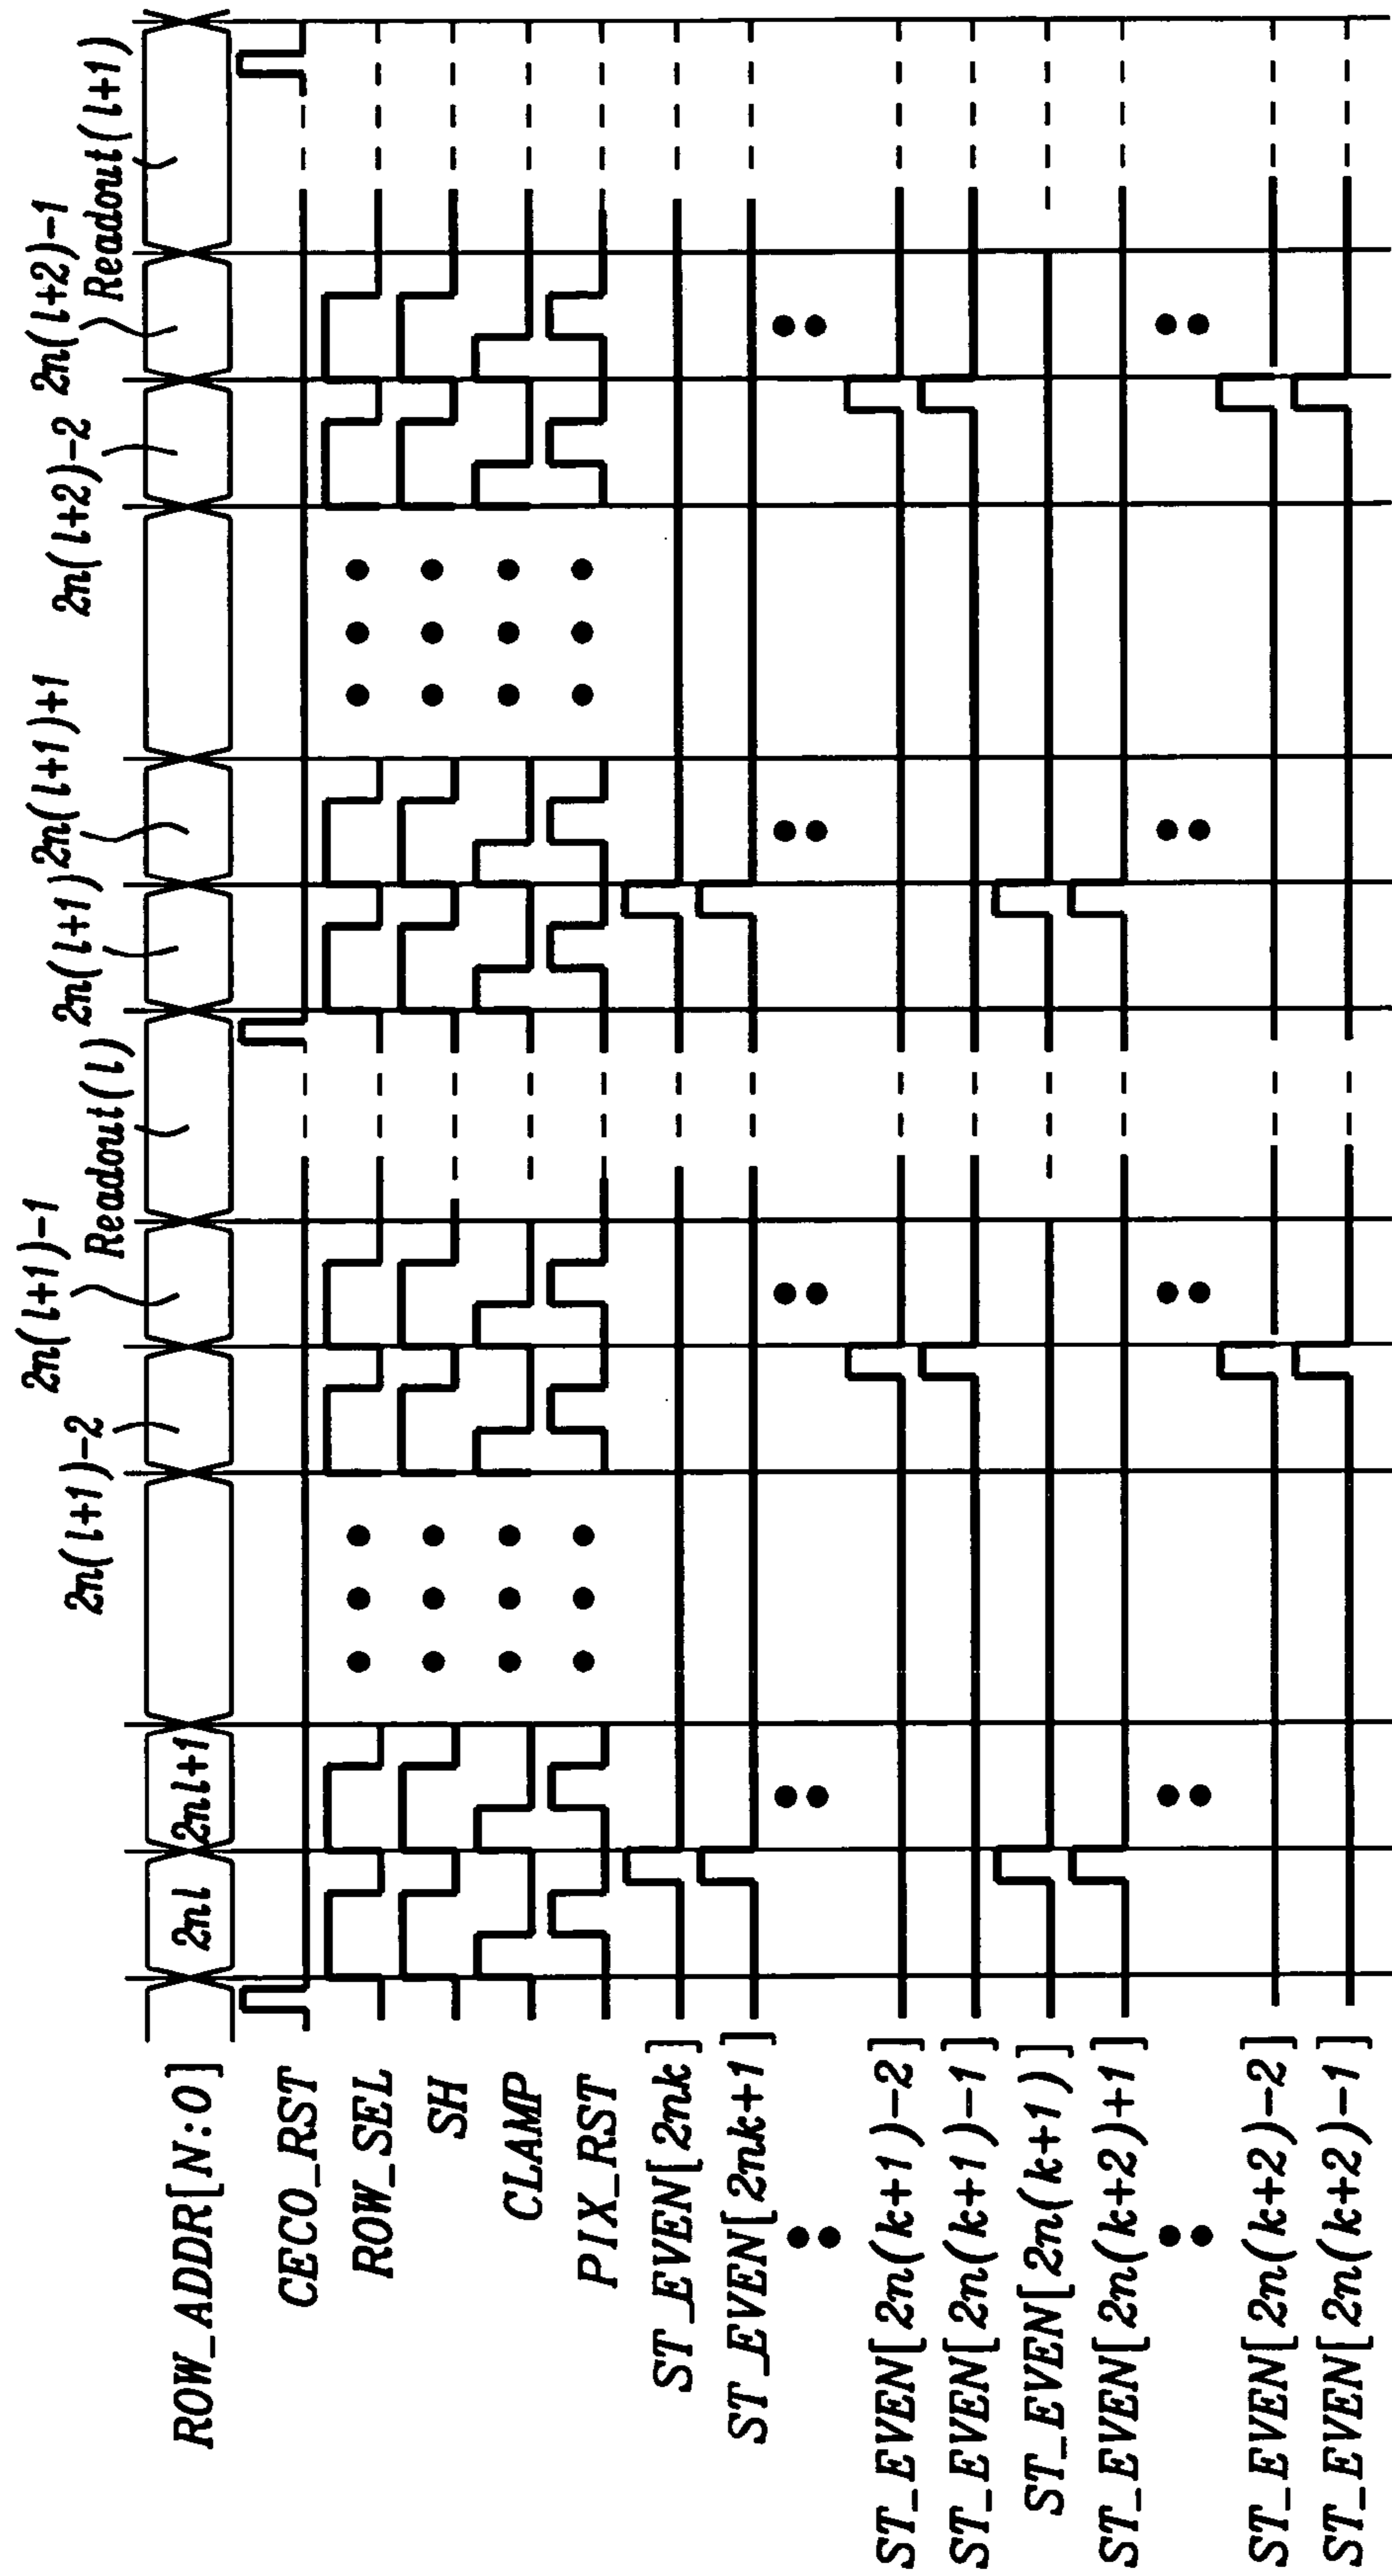 ROW_ADDR[N:0]
2nl
2nl+1
2n(l+1)-2
2n(l+1)-1
Readout(l)
2n(l+1)
2n(l+1)+1
2n(l+2)-2
2n(l+2)-1
Readout(l+1)
CECO_RST
ROW_SEL
SH
CLAMP
PIX_RST
ST_EVEN[2nk]
ST_EVEN[2nk+1]
ST_EVEN[2n(k+1)-2]
ST_EVEN[2n(k+1)-1]
ST_EVEN[2n(k+1)]
ST_EVEN[2n(k+2)+1]
ST_EVEN[2n(k+2)-2]
ST_EVEN[2n(k+2)-1]